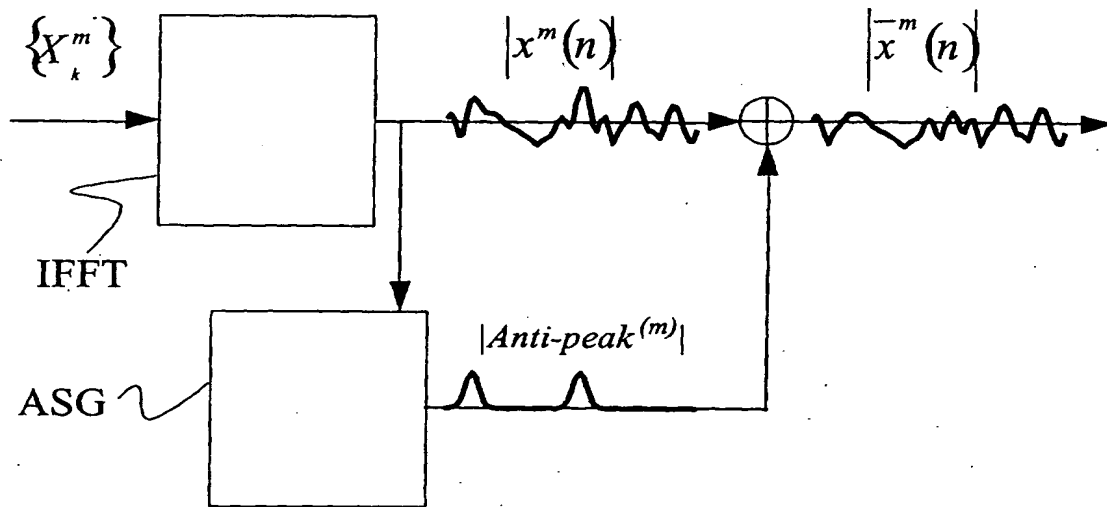 {X_k^m}
|x^m(n)|
|x̄^m(n)|
IFFT
|Anti-peak^(m)|
ASG